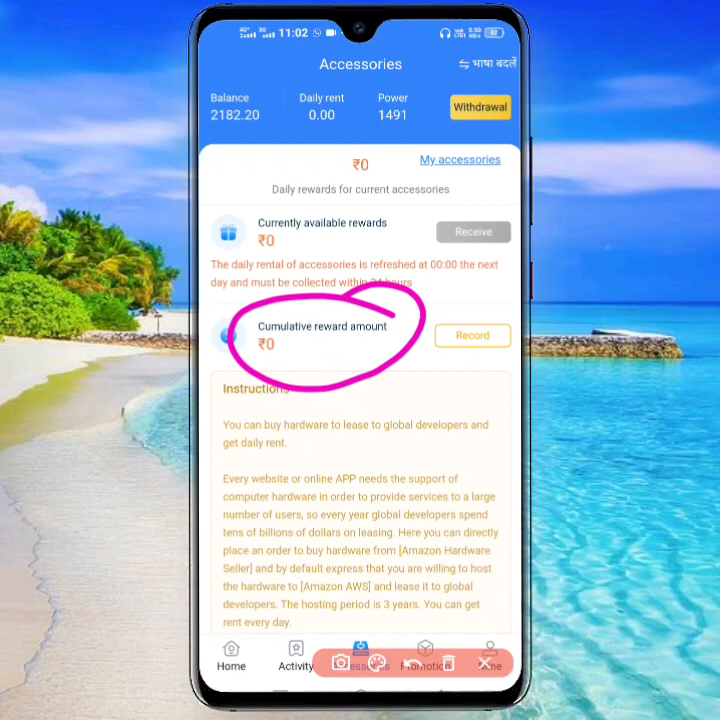 4G+ 3G 11:02 82
Accessories
भाषा बदलें
Balance Daily rent Power
2182.20 0.00 1491
Withdrawal
₹0
My accessories
Daily rewards for current accessories
Currently available rewards
₹0
Receive
The daily rental of accessories is refreshed at 00:00 the next
day and must be collected within 24 hours
Cumulative reward amount
₹0
Record
Instructions
You can buy hardware to lease to global developers and
get daily rent.
Every website or online APP needs the support of
computer hardware in order to provide services to a large
number of users, so every year global developers spend
tens of billions of dollars on leasing. Here you can directly
place an order to buy hardware from [Amazon Hardware
Seller] and by default express that you are willing to host
the hardware to [Amazon AWS] and lease it to global
developers. The hosting period is 3 years. You can get
rent every day.
Home Activity Accessories Promotion Mine